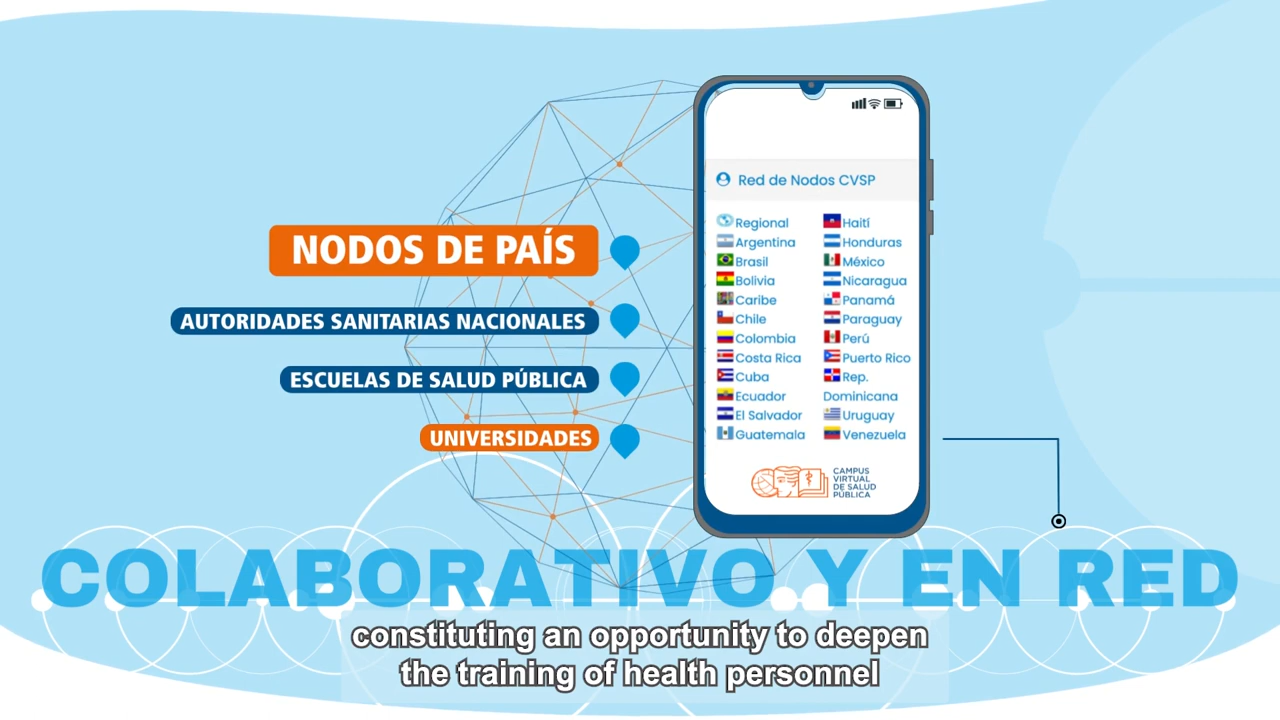 NODOS DE PAÍS
AUTORIDADES SANITARIAS NACIONALES
ESCUELAS DE SALUD PÚBLICA
UNIVERSIDADES
Red de Nodos CVSP
Regional
Argentina
Brasil
Bolivia
Caribe
Chile
Colombia
Costa Rica
Cuba
Ecuador
El Salvador
Guatemala
Haití
Honduras
México
Nicaragua
Panamá
Paraguay
Perú
Puerto Rico
Rep.
Dominicana
Uruguay
Venezuela
CAMPUS
VIRTUAL
DE SALUD
PÚBLICA
COLABORATIVO Y EN RED
constituting an opportunity to deepen
the training of health personnel